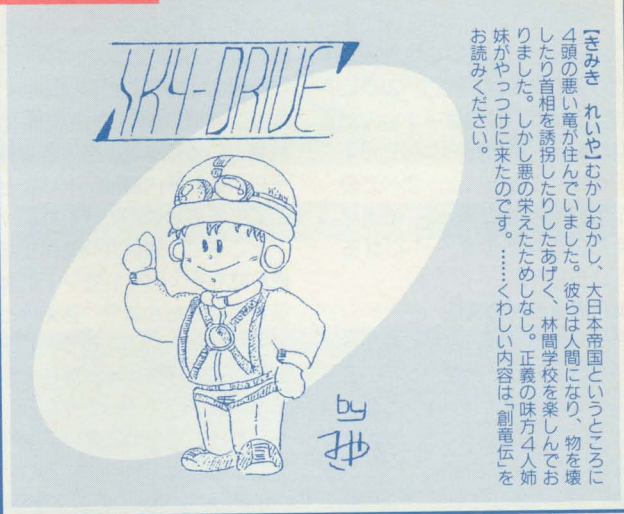 【きみき れいや】むかしむかし、大日本帝国というところに
4頭の悪い竜が住んでいました。彼らは人間になり、物を壊
したり首相を誘拐したりしたあげく、林間学校を楽しんでお
りました。しかし悪の栄えたためしなし。正義の味方4人姉
妹がやっつけに来たのです。……くわしい内容は「創竜伝」を
お読みください。
SKY-DRIVE
by